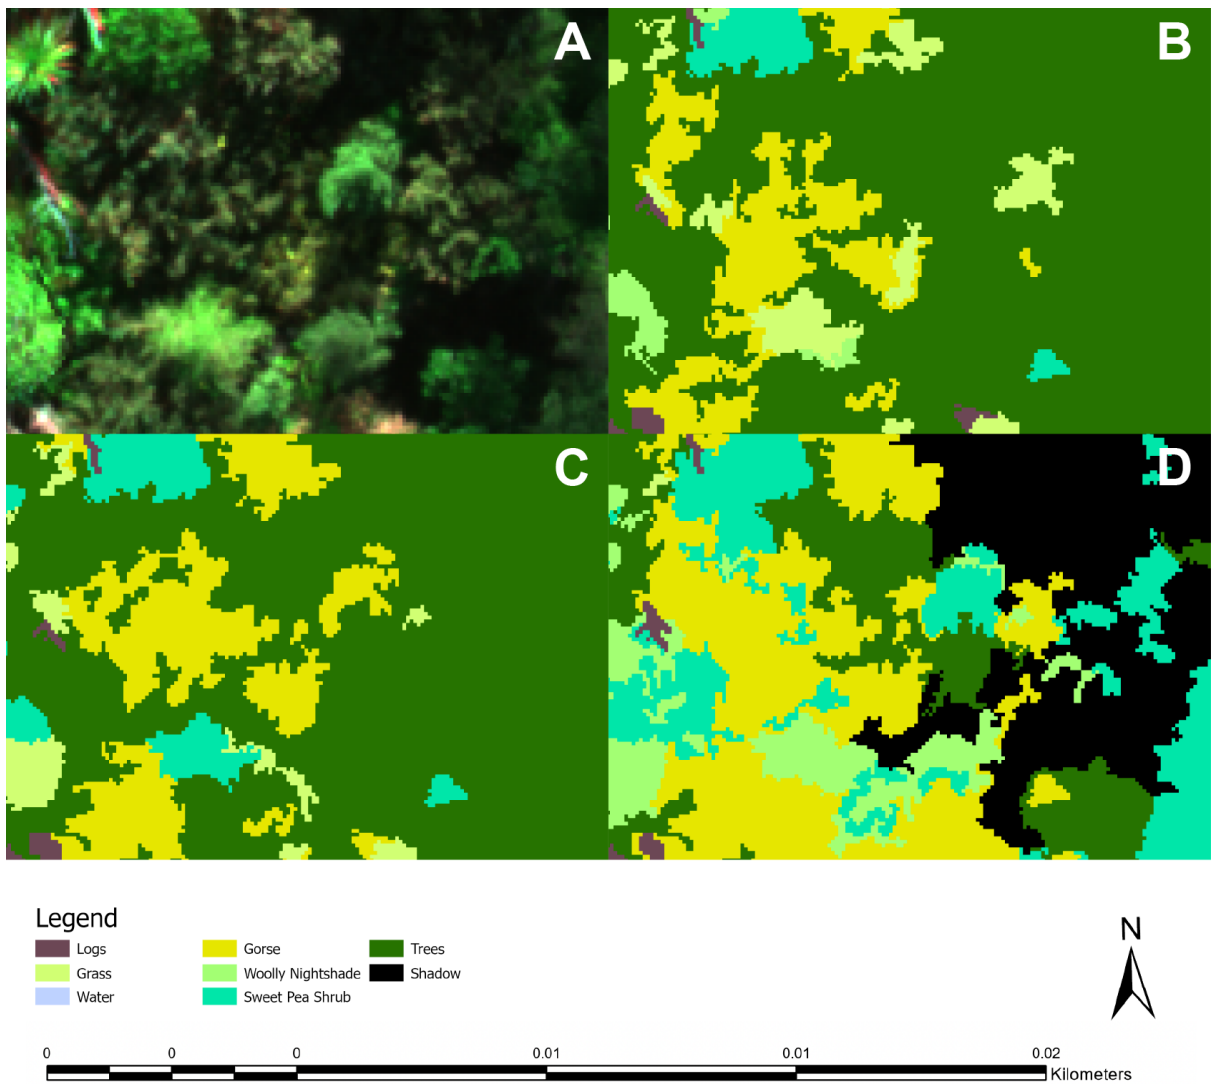 A
B
C
D
Legend
Logs
Gorse
Trees
Grass
Woolly Nightshade
Shadow
Water
Sweet Pea Shrub
N
0 0 0 0.01 0.01 0.02
Kilometers